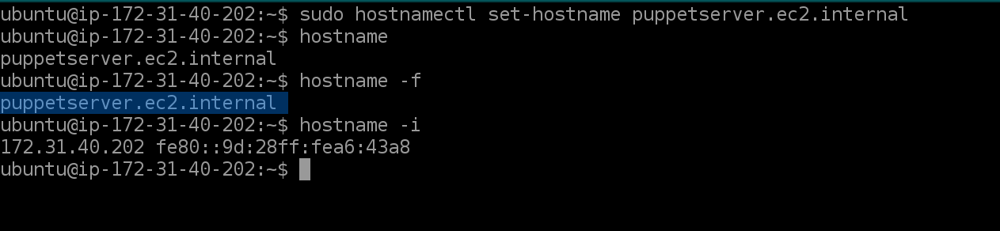 ubuntu@ip-172-31-40-202:~$ sudo hostnamectl set-hostname puppetserver.ec2.internal
ubuntu@ip-172-31-40-202:~$ hostname
puppetserver.ec2.internal
ubuntu@ip-172-31-40-202:~$ hostname -f
puppetserver.ec2.internal
ubuntu@ip-172-31-40-202:~$ hostname -i
172.31.40.202 fe80::9d:28ff:fea6:43a8
ubuntu@ip-172-31-40-202:~$